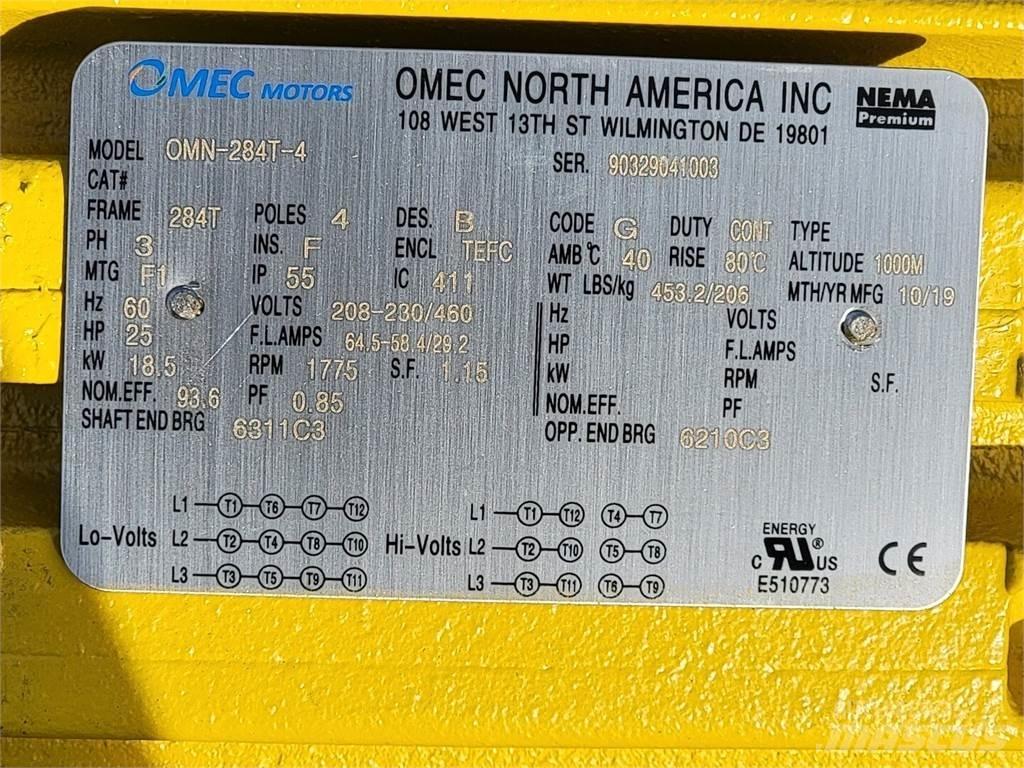 OMEC MOTORS OMEC NORTH AMERICA INC NEMA
108 WEST 13TH ST WILMINGTON DE 19801 Premium
MODEL OMN-284T-4 SER. 90329041003
CAT#
FRAME 284T POLES 4 DES. B CODE G DUTY CONT TYPE
PH 3 INS. F ENCL TEFC AMB℃ 40 RISE 80℃ ALTITUDE 1000M
MTG F1 IP 55 IC 411 WT LBS/kg 453.2/206 MTH/YR MFG 10/19
Hz 60 VOLTS 208-230/460 Hz VOLTS
HP 25 F.L.AMPS 64.5-58.4/29.2 HP F.L.AMPS
kW 18.5 RPM 1775 S.F. 1.15 kW RPM S.F.
NOM.EFF. 93.6 PF 0.85 NOM.EFF. PF
SHAFT END BRG 6311C3 OPP. END BRG 6210C3
L1 T1 T6 T7 T12 L1 T1 T12 T4 T7
Lo-Volts L2 T2 T4 T8 T10 Hi-Volts L2 T2 T10 T5 T8
L3 T3 T5 T9 T11 L3 T3 T11 T6 T9
ENERGY
C RU ® US CE
E510773
mascus